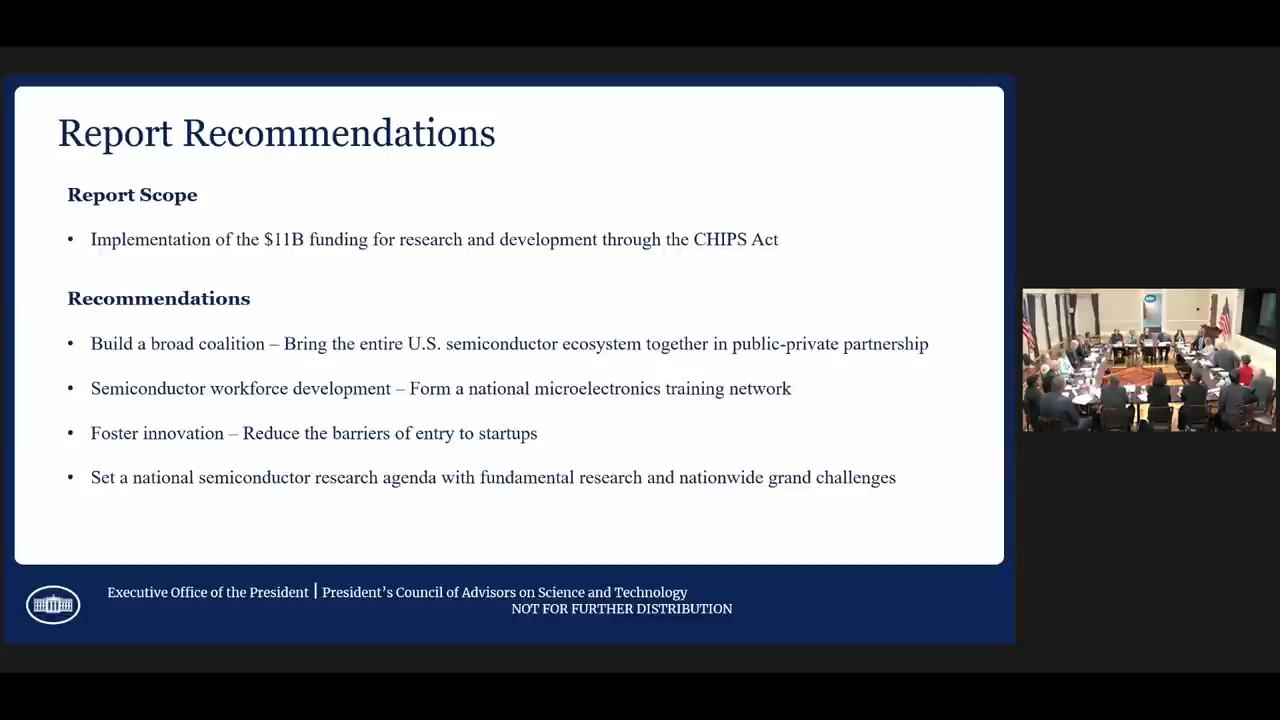 Report Recommendations
Report Scope
• Implementation of the $11B funding for research and development through the CHIPS Act
Recommendations
• Build a broad coalition – Bring the entire U.S. semiconductor ecosystem together in public-private partnership
• Semiconductor workforce development – Form a national microelectronics training network
• Foster innovation – Reduce the barriers of entry to startups
• Set a national semiconductor research agenda with fundamental research and nationwide grand challenges
Executive Office of the President | President’s Council of Advisors on Science and Technology
NOT FOR FURTHER DISTRIBUTION